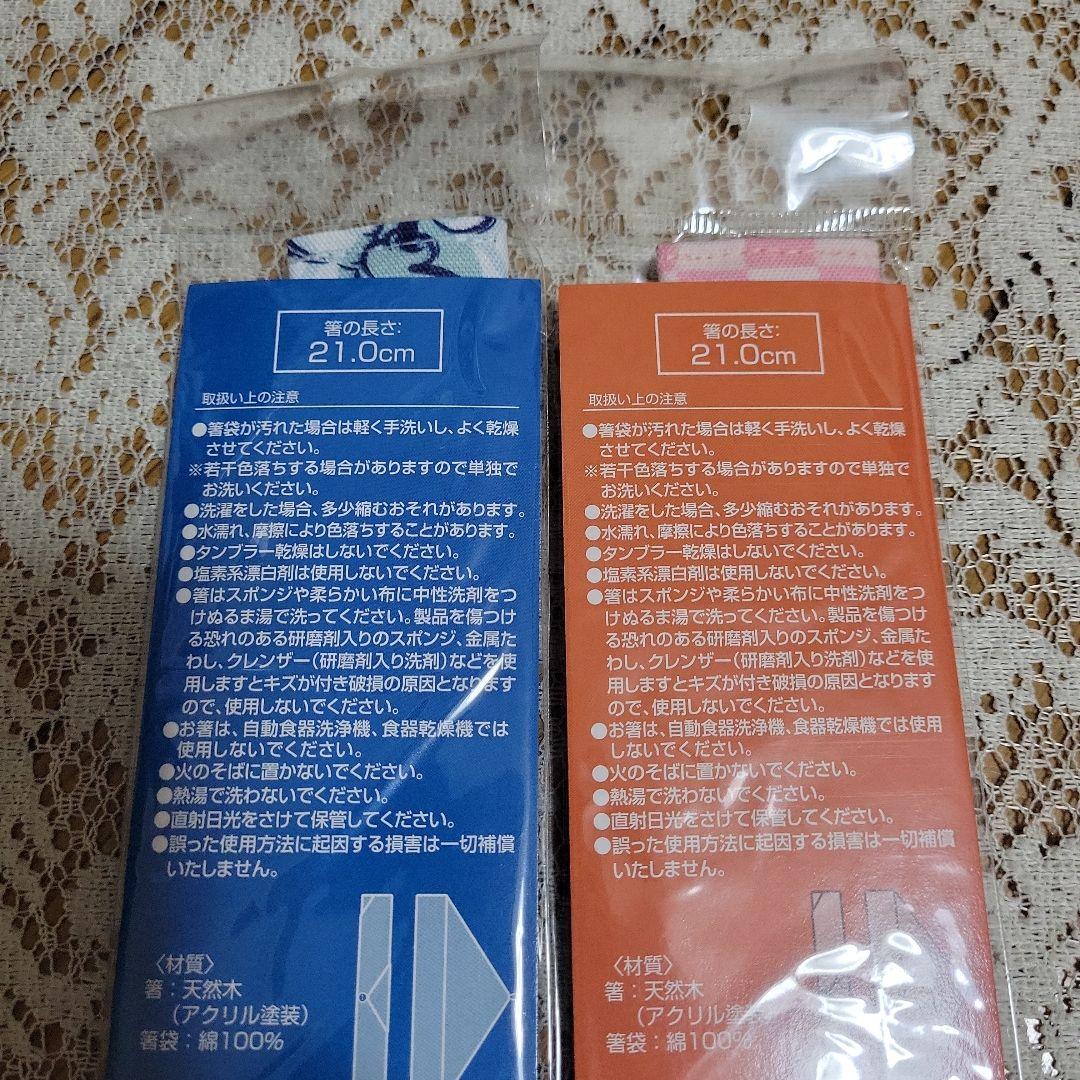 箸の長さ:
21.0cm
取扱い上の注意
●箸袋が汚れた場合は軽く手洗いし、よく乾燥
させてください。
※若干色落ちする場合がありますので単独で
お洗いください。
●洗濯をした場合、多少縮むおそれがあります。
●水濡れ、摩擦により色落ちすることがあります。
●タンブラー乾燥はしないでください。
●塩素系漂白剤は使用しないでください。
●箸はスポンジや柔らかい布に中性洗剤をつ
けぬるま湯で洗ってください。製品を傷つけ
る恐れのある研磨剤入りのスポンジ、金属た
わし、クレンザー（研磨剤入り洗剤）などを使
用しますとキズが付き破損の原因となります
ので、使用しないください。
●お箸は、自動食器洗浄機、食器乾燥機では
使用しないでください。
●火のそばに置かないでください。
●熱湯で洗わないでください。
●直射日光をさけて保管してください。
●誤った使用方法に起因する損害は一切補償
いたしません。
〈材質〉
箸：天然木
（アクリル塗装）
箸袋：綿100%
箸の長さ:
21.0cm
取扱い上の注意
●箸袋が汚れた場合は軽く手洗いし、よく乾燥
させてください。
※若干色落ちする場合がありますので単独で
お洗いください。
●洗濯をした場合、多少縮むおそれがあります。
●水濡れ、摩擦により色落ちすることがあります。
●タンブラー乾燥はしないでください。
●塩素系漂白剤は使用しないでください。
●箸はスポンジや柔らかい布に中性洗剤をつ
けぬるま湯で洗ってください。製品を傷つけ
る恐れのある研磨剤入りのスポンジ、金属た
わし、クレンザー（研磨剤入り洗剤）などを使
用しますとキズが付き破損の原因となります
ので、使用しないください。
●お箸は、自動食器洗浄機、食器乾燥機では使用
しないでください。
●火のそばに置かないでください。
●熱湯で洗わないでください。
●直射日光をさけて保管してください。
●誤った使用方法に起因する損害は一切補償
いたしません。
〈材質〉
箸：天然木
（アクリル塗装）
箸袋：綿100%